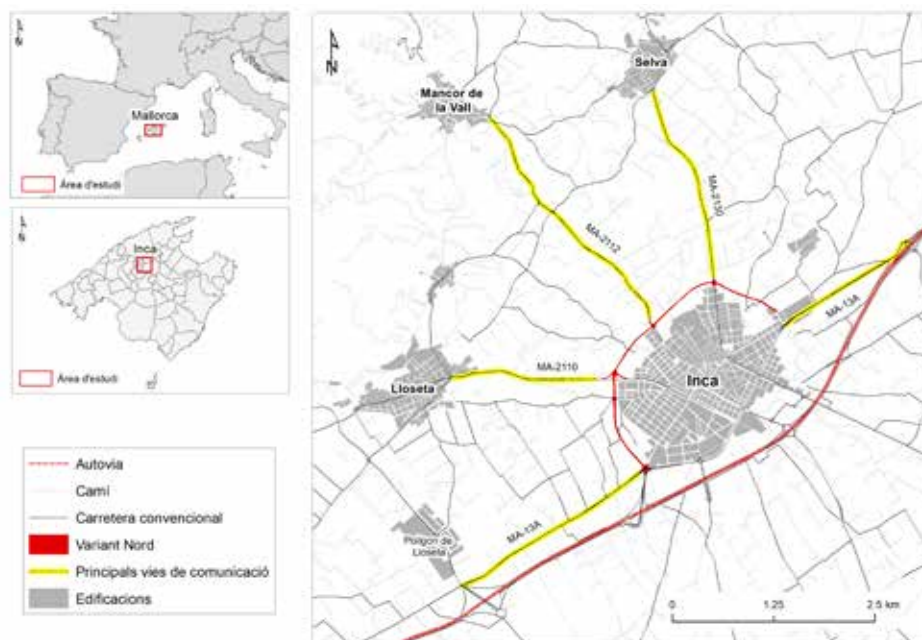 N
Mallorca
Àrea d'estudi
N
Inca
Àrea d'estudi
Autovia
Camí
Carretera convencional
Variant Nord
Principals vies de comunicació
Edificacions
N
Selva
Mancor de
la Vall
MA-2130
MA-2112
MA-13A
MA-2110
Lloseta
Inca
MA-13A
Polígon de
Lloseta
0 1.25 2.5 km